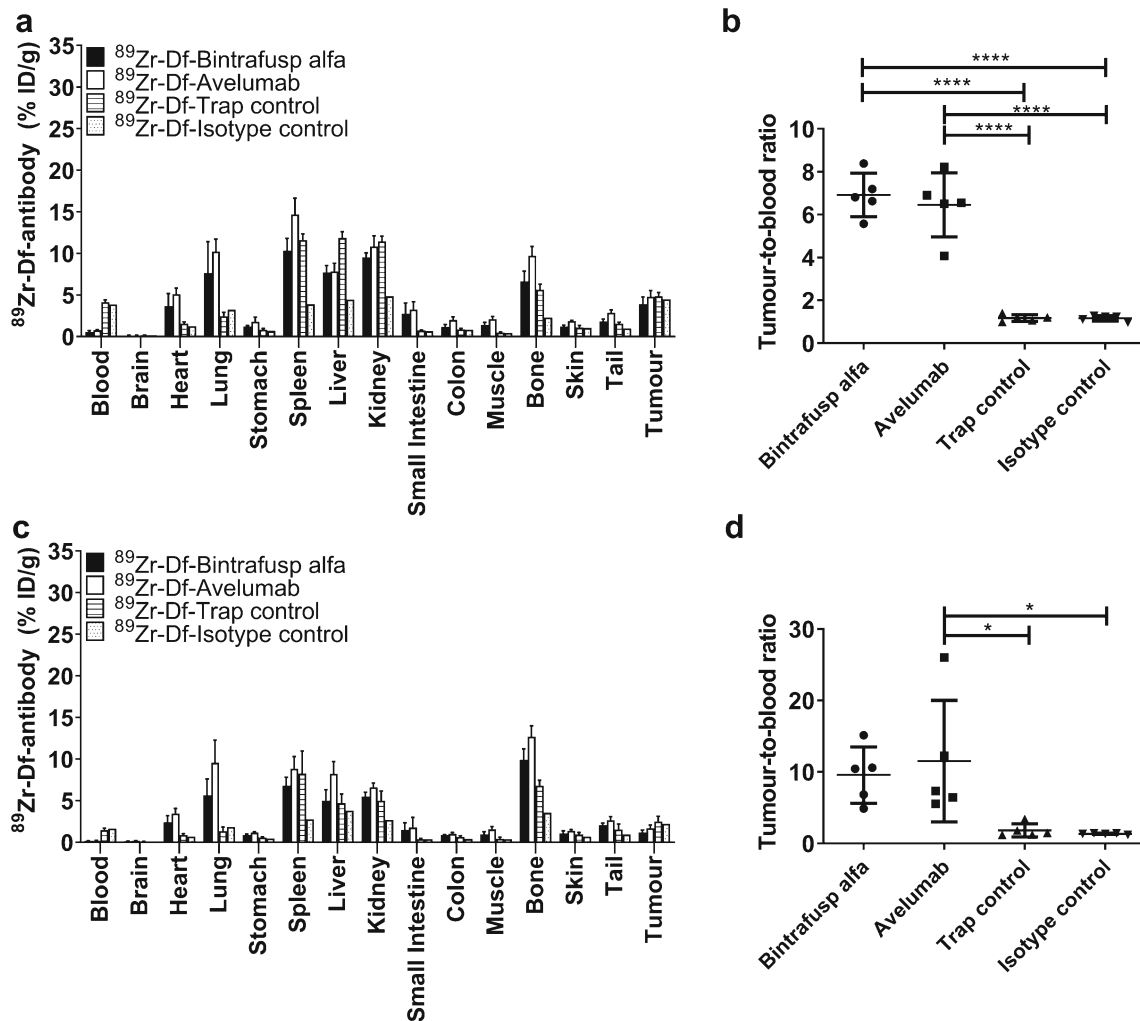 a
⁸⁹Zr-Df-antibody (% ID/g)
35
30
25
20
15
10
5
0
⁸⁹Zr-Df-Bintrafusp alfa
⁸⁹Zr-Df-Avelumab
⁸⁹Zr-Df-Trap control
⁸⁹Zr-Df-Isotype control
Blood
Brain
Heart
Lung
Stomach
Spleen
Liver
Kidney
Small Intestine
Colon
Muscle
Bone
Skin
Tail
Tumour
b
Tumour-to-blood ratio
****
****
****
****
10
8
6
4
2
0
Bintrafusp alfa
Avelumab
Trap control
Isotype control
c
⁸⁹Zr-Df-antibody (% ID/g)
35
30
25
20
15
10
5
0
⁸⁹Zr-Df-Bintrafusp alfa
⁸⁹Zr-Df-Avelumab
⁸⁹Zr-Df-Trap control
⁸⁹Zr-Df-Isotype control
Blood
Brain
Heart
Lung
Stomach
Spleen
Liver
Kidney
Small Intestine
Colon
Muscle
Bone
Skin
Tail
Tumour
d
Tumour-to-blood ratio
*
*
30
20
10
0
Bintrafusp alfa
Avelumab
Trap control
Isotype control